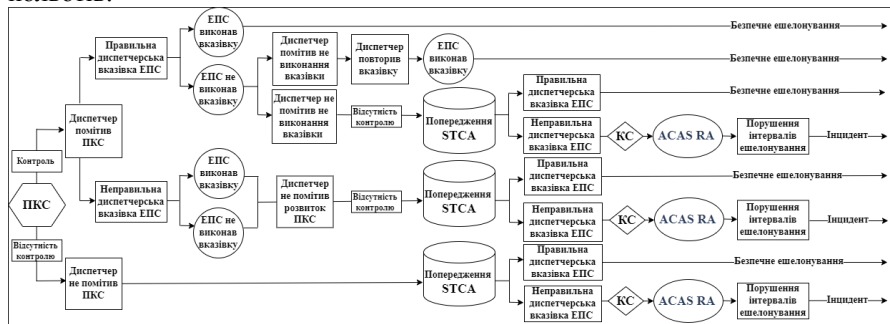 ЕПС
виконав
вказівку
Безпечне ешелонування
Правильна
диспетчерська
вказівка ЕПС
Диспетчер
помітив не
виконання
вказівки
Диспетчер
повторив
вказівку
ЕПС
виконав
вказівку
Безпечне ешелонування
ЕПС не
виконав
вказівку
Диспетчер не
помітив не
виконання
вказівки
Відсутність
контролю
Попередження
STCA
Правильна
диспетчерська
вказівка ЕПС
Безпечне ешелонування
Неправильна
диспетчерська
вказівка ЕПС
КС
ACAS RA
Порушення
інтервалів
ешелонування
Інцидент
Диспетчер
помітив
ПКС
Контроль
ПКС
Відсутність
контролю
Неправильна
диспетчерська
вказівка ЕПС
ЕПС
виконав
вказівку
ЕПС не
виконав
вказівку
Диспетчер
не помітив
розвиток
ПКС
Відсутність
контролю
Попередження
STCA
Правильна
диспетчерська
вказівка ЕПС
Безпечне ешелонування
Неправильна
диспетчерська
вказівка ЕПС
КС
ACAS RA
Порушення
інтервалів
ешелонування
Інцидент
Диспетчер
не помітив
ПКС
Попередження
STCA
Правильна
диспетчерська
вказівка ЕПС
Безпечне ешелонування
Неправильна
диспетчерська
вказівка ЕПС
КС
ACAS RA
Порушення
інтервалів
ешелонування
Інцидент